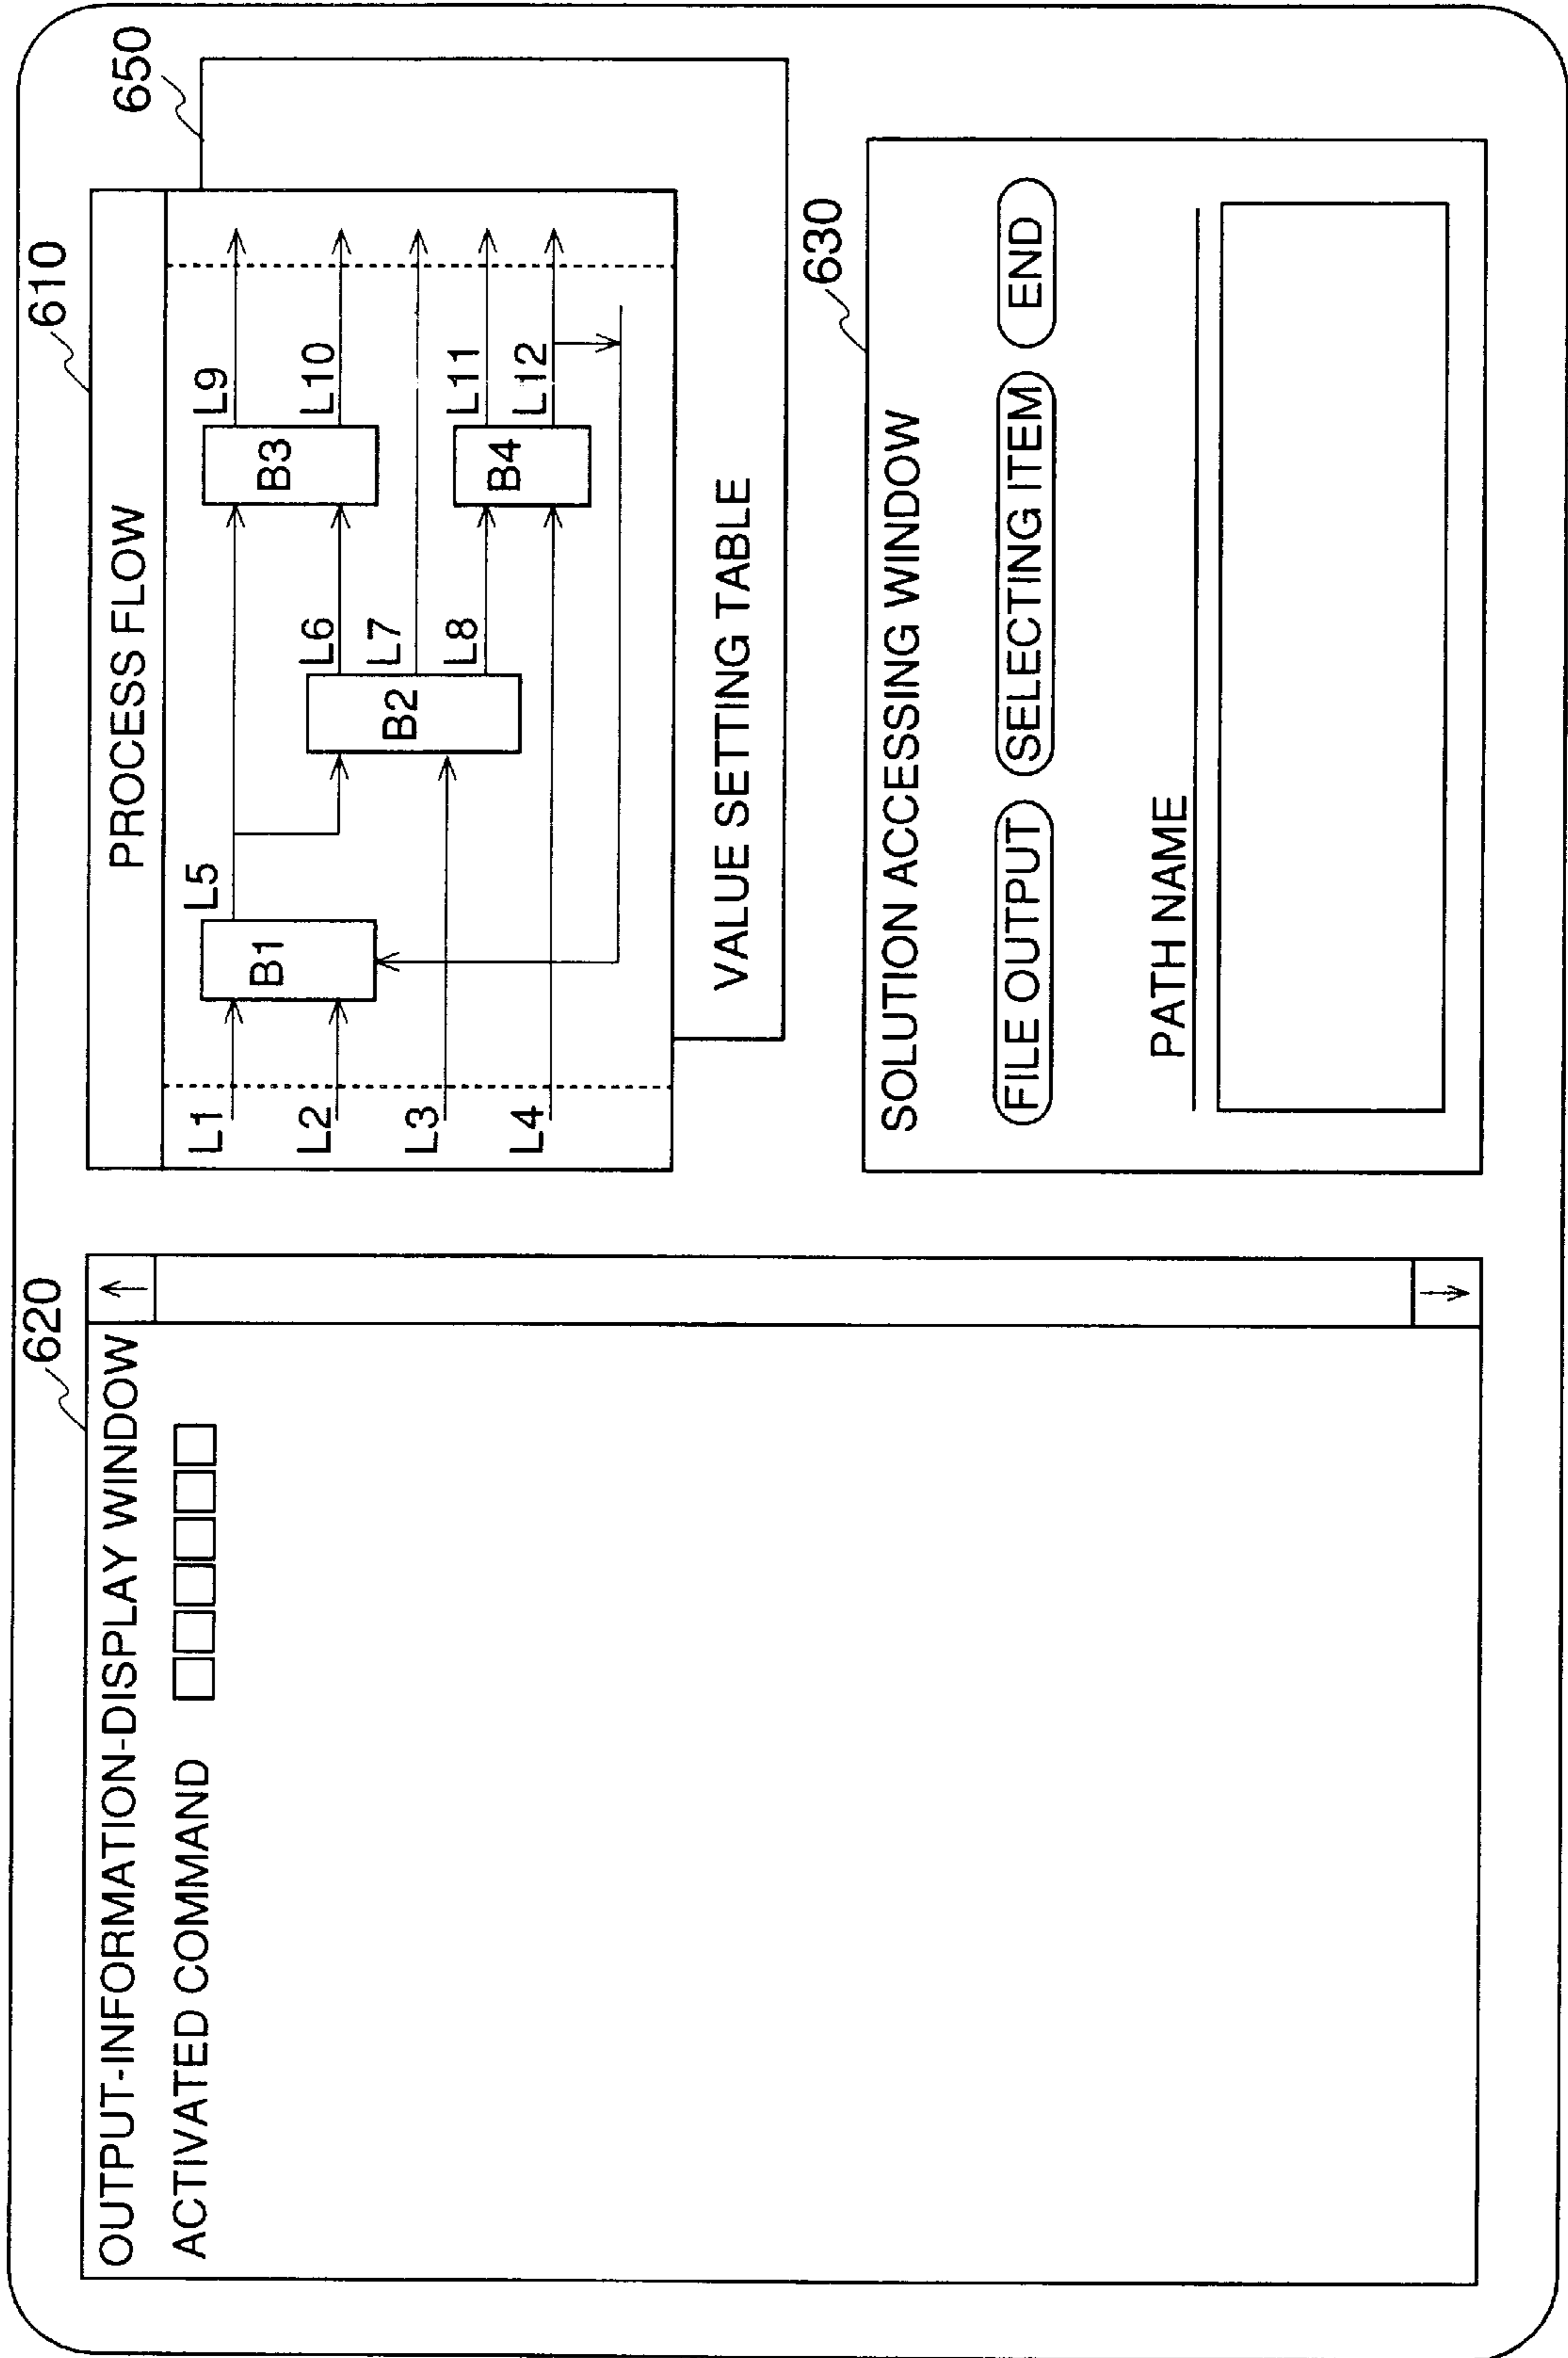 620
OUTPUT-INFORMATION-DISPLAY WINDOW
ACTIVATED COMMAND □□□□□□
610
PROCESS FLOW
L1
L2
L3
L4
B1
L5
B2
L6
L7
L8
B3
B4
L9
L10
L11
L12
650
VALUE SETTING TABLE
630
SOLUTION ACCESSING WINDOW
FILE OUTPUT SELECTING ITEM END
PATH NAME